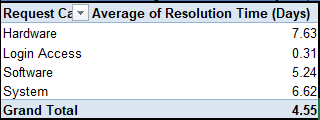 Request Ca Average of Resolution Time (Days)
Hardware 7.63
Login Access 0.31
Software 5.24
System 6.62
Grand Total 4.55